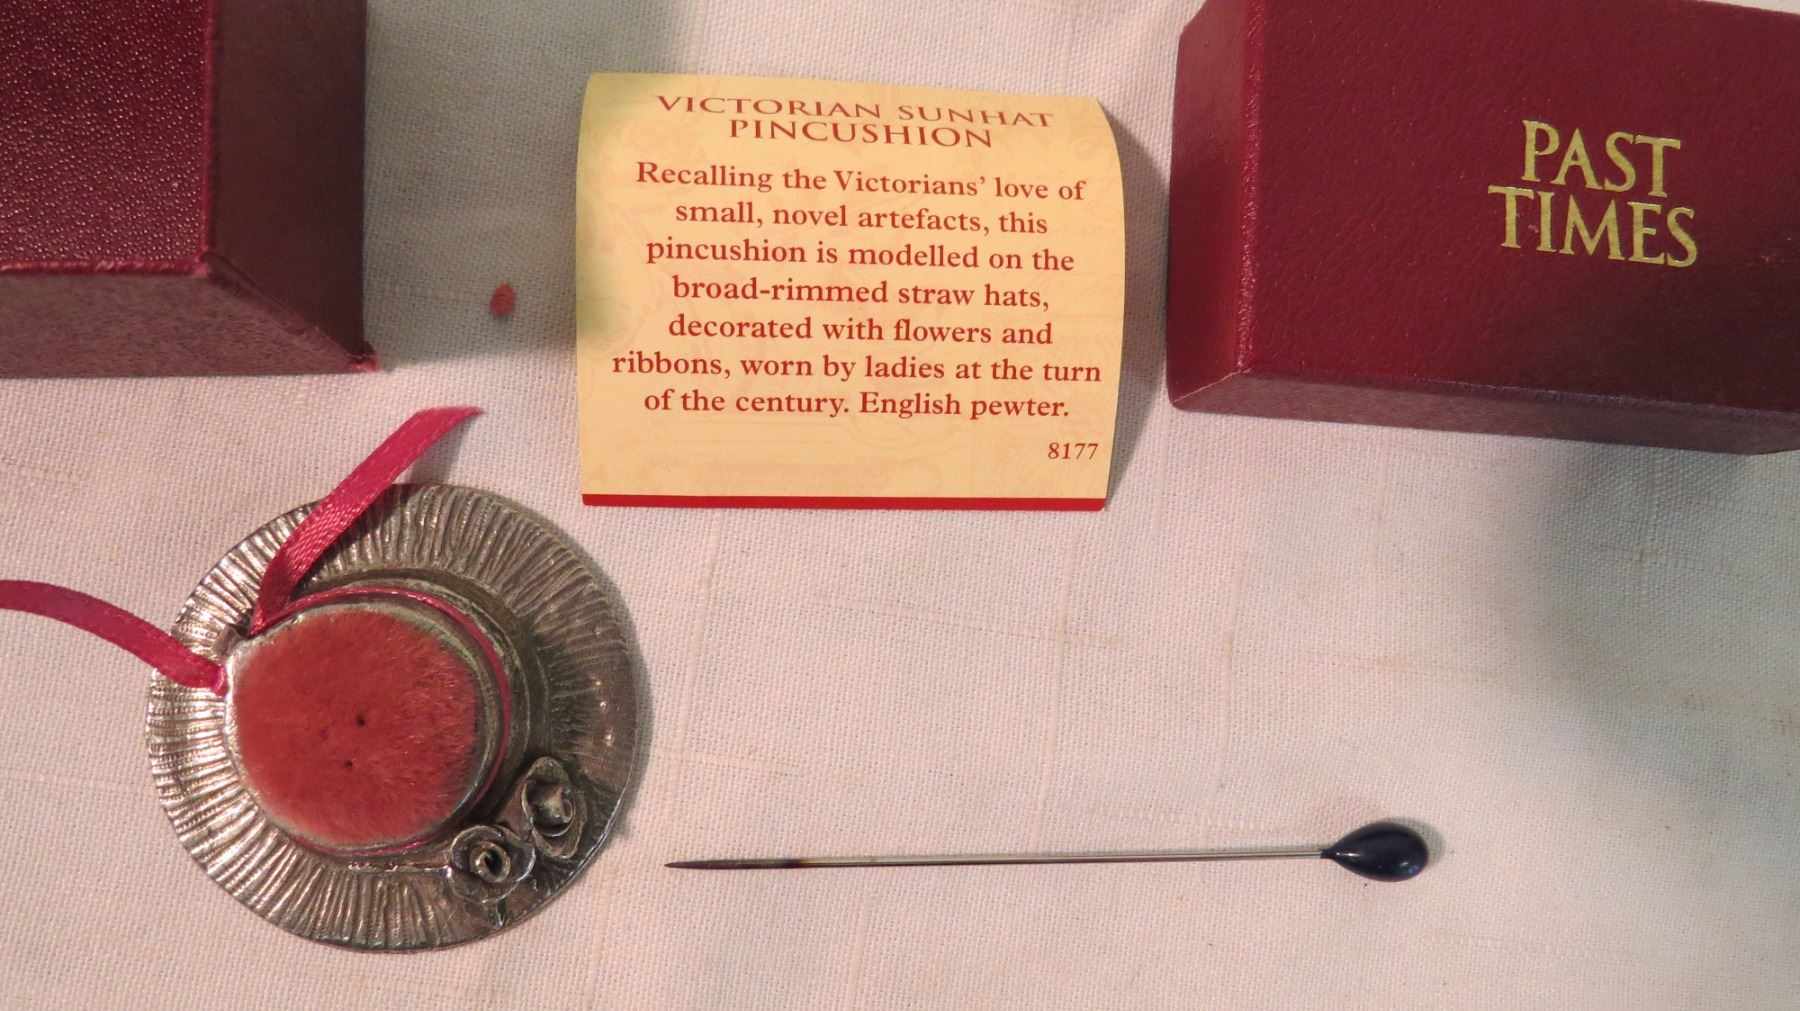 VICTORIAN SUNHAT
PINCUSHION
Recalling the Victorians' love of
small, novel artefacts, this
pincushion is modelled on the
broad-rimmed straw hats,
decorated with flowers and
ribbons, worn by ladies at the turn
of the century. English pewter.
8177
PAST
TIMES